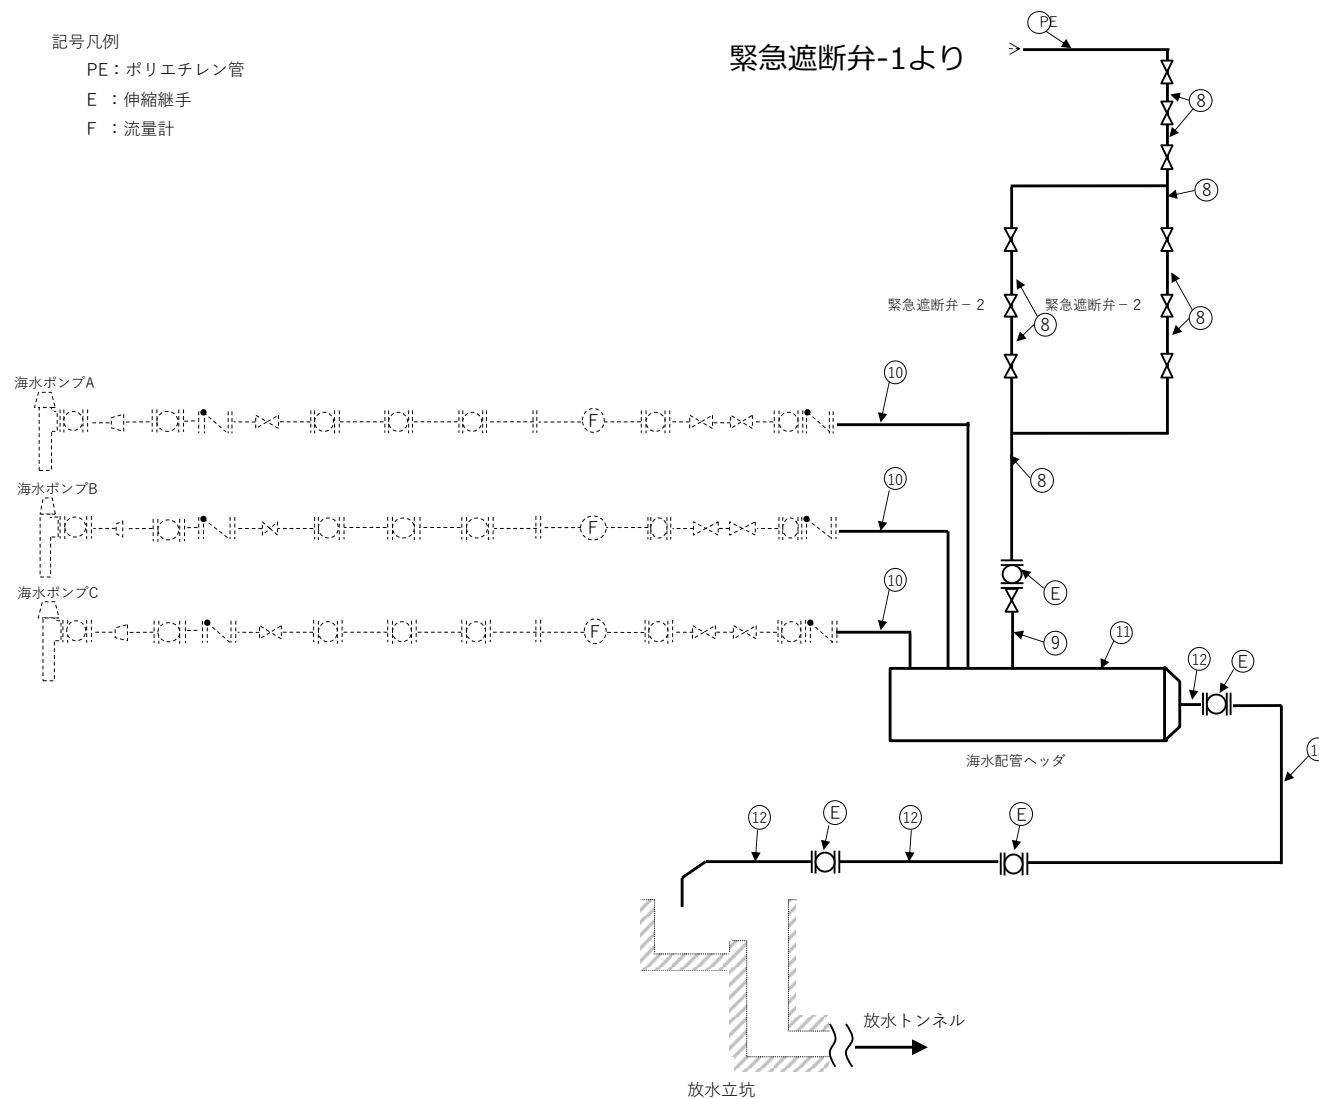 記号凡例
PE：ポリエチレン管
E ：伸縮継手
F ：流量計
緊急遮断弁-1より
PE
8
8
緊急遮断弁－２
緊急遮断弁－２
8
8
海水ポンプA
10
F
海水ポンプB
10
8
F
海水ポンプC
10
E
F
9
11
12
E
海水配管ヘッダ
12
E
12
E
放水トンネル
放水立坑